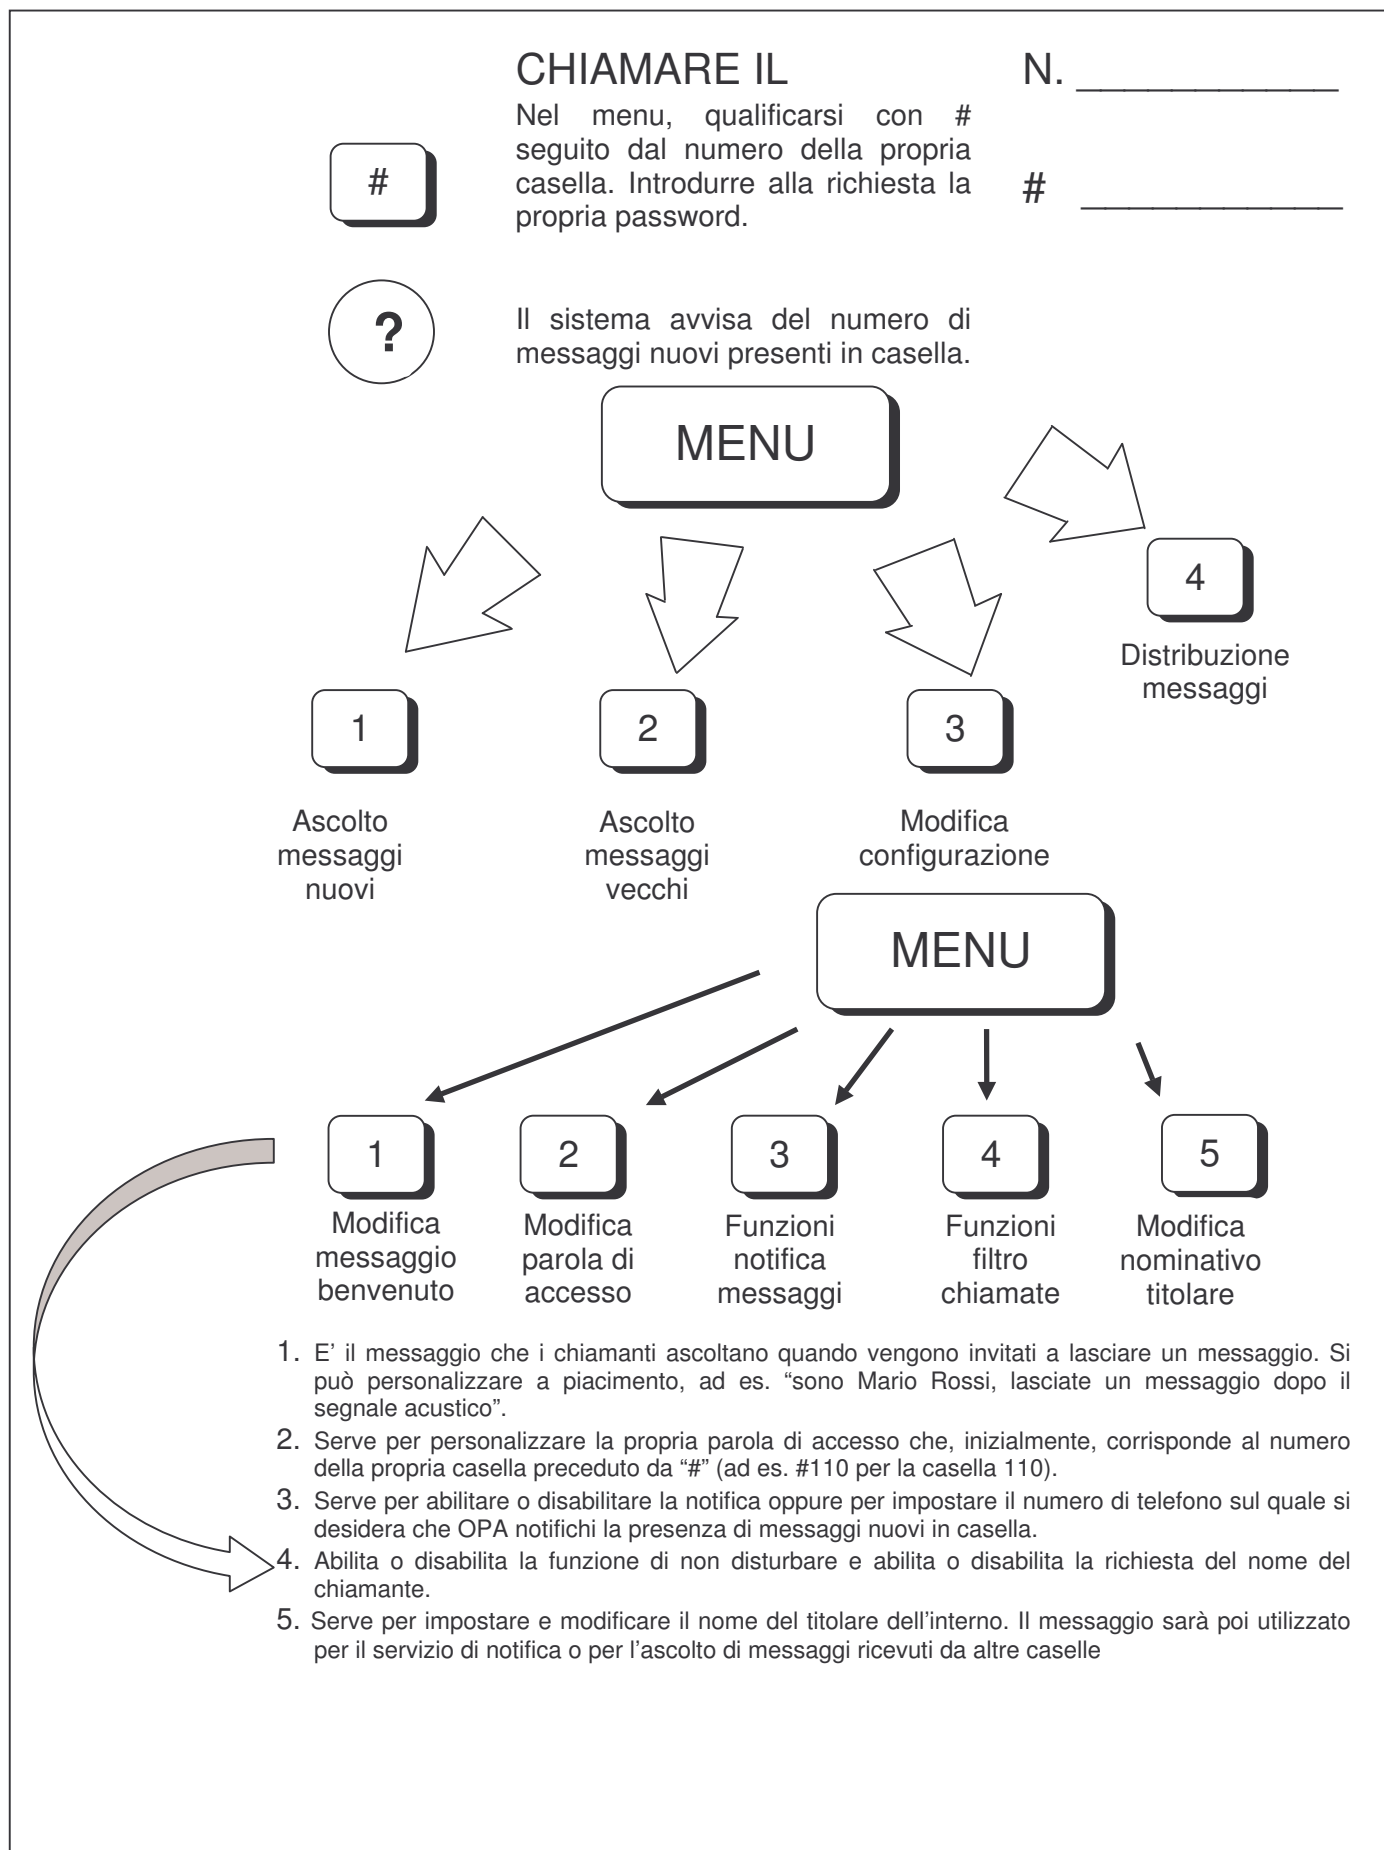 CHIAMARE IL
N. ___________
Nel menu, qualificarsi con #
seguito dal numero della propria
casella. Introdurre alla richiesta la
propria password.
#
# ___________
?
Il sistema avvisa del numero di
messaggi nuovi presenti in casella.
MENU
4
Distribuzione
messaggi
1
Ascolto
messaggi
nuovi
2
Ascolto
messaggi
vecchi
3
Modifica
configurazione
MENU
1
Modifica
messaggio
benvenuto
2
Modifica
parola di
accesso
3
Funzioni
notifica
messaggi
4
Funzioni
filtro
chiamate
5
Modifica
nominativo
titolare
1. E' il messaggio che i chiamanti ascoltano quando vengono invitati a lasciare un messaggio. Si
può personalizzare a piacimento, ad es. “sono Mario Rossi, lasciate un messaggio dopo il
segnale acustico”.
2. Serve per personalizzare la propria parola di accesso che, inizialmente, corrisponde al numero
della propria casella preceduto da “#” (ad es. #110 per la casella 110).
3. Serve per abilitare o disabilitare la notifica oppure per impostare il numero di telefono sul quale si
desidera che OPA notifichi la presenza di messaggi nuovi in casella.
4. Abilita o disabilita la funzione di non disturbare e abilita o disabilita la richiesta del nome del
chiamante.
5. Serve per impostare e modificare il nome del titolare dell'interno. Il messaggio sarà poi utilizzato
per il servizio di notifica o per l'ascolto di messaggi ricevuti da altre caselle